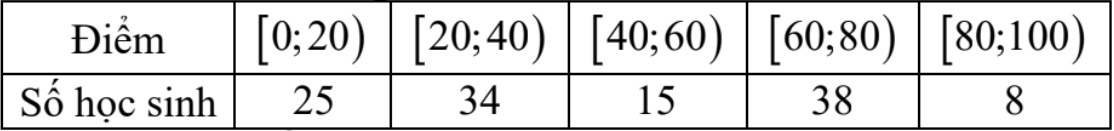 Điểm [0;20) [20;40) [40;60) [60;80) [80;100)
Số học sinh 25 34 15 38 8